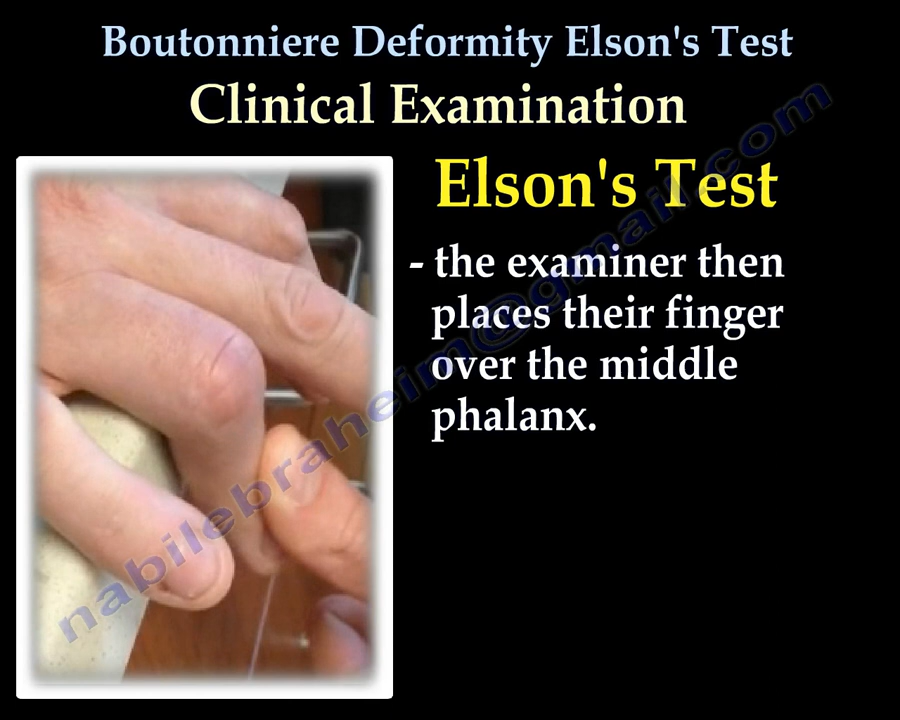 Boutonniere Deformity Elson's Test
Clinical Examination
Elson's Test
- the examiner then
places their finger
over the middle
phalanx.
nabilebraheim@gmail.com